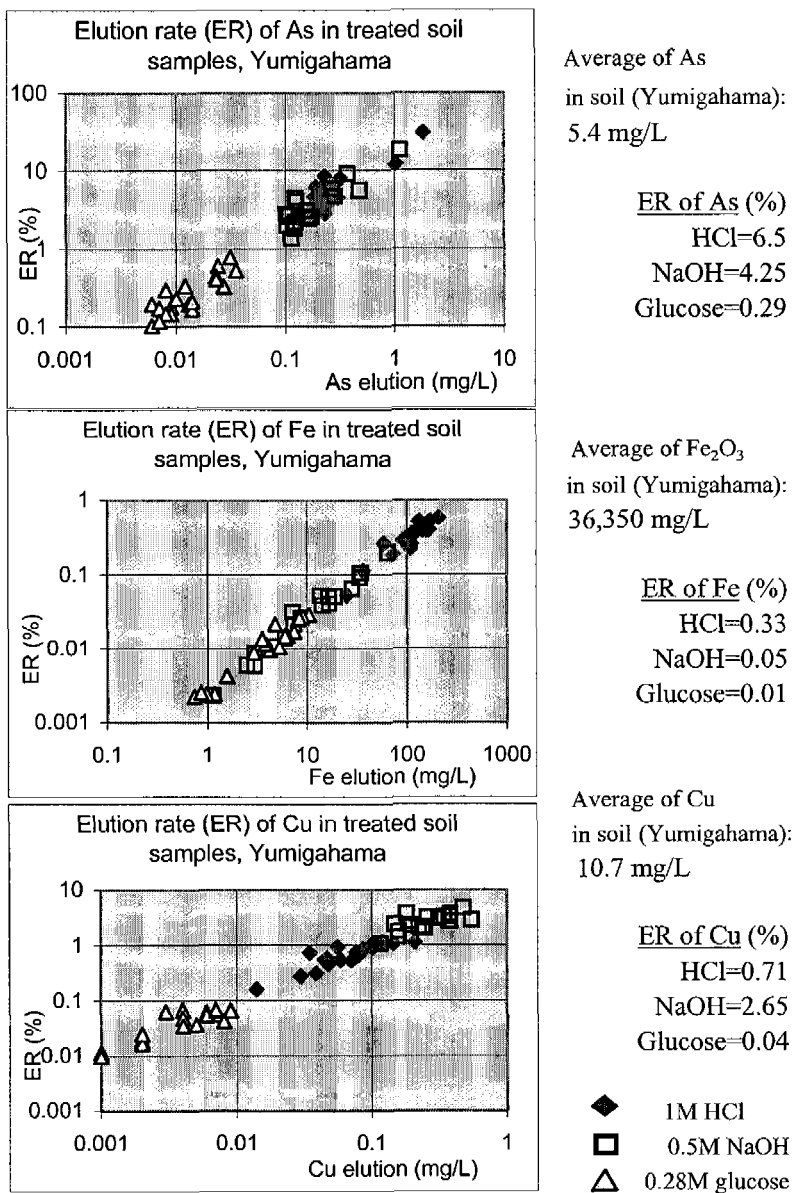 Elution rate (ER) of As in treated soil
samples, Yumigahama
100
10
1
0.1
ER (%)
0.001
0.01
0.1
1
10
As elution (mg/L)
Average of As
in soil (Yumigahama):
5.4 mg/L
ER of As (%)
HCl=6.5
NaOH=4.25
Glucose=0.29
Elution rate (ER) of Fe in treated soil
samples, Yumigahama
1
0.1
0.01
0.001
ER (%)
0.1
1
10
100
1000
Fe elution (mg/L)
Average of Fe₂O₃
in soil (Yumigahama):
36,350 mg/L
ER of Fe (%)
HCl=0.33
NaOH=0.05
Glucose=0.01
Elution rate (ER) of Cu in treated soil
samples, Yumigahama
10
1
0.1
0.01
0.001
ER (%)
0.001
0.01
0.1
1
Cu elution (mg/L)
Average of Cu
in soil (Yumigahama):
10.7 mg/L
ER of Cu (%)
HCl=0.71
NaOH=2.65
Glucose=0.04
1M HCl
0.5M NaOH
0.28M glucose